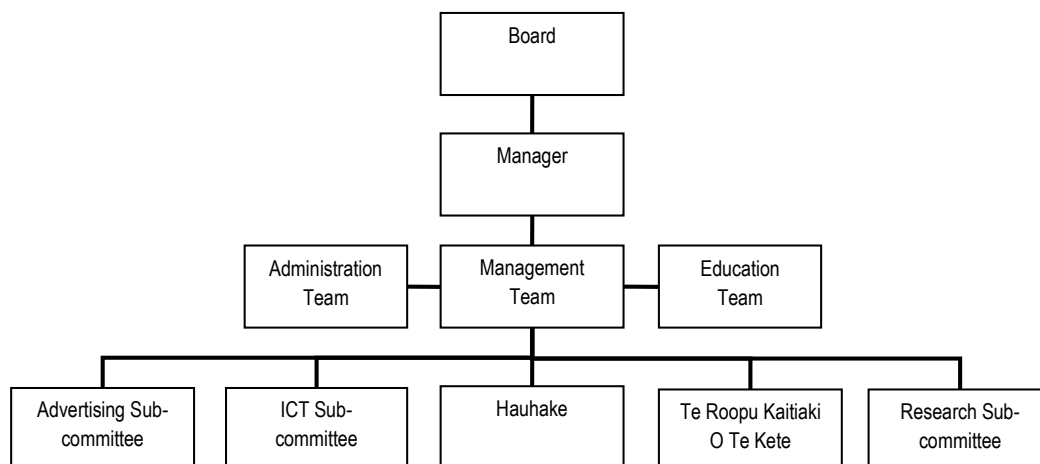 Board
Manager
Administration
Team
Management
Team
Education
Team
Advertising Sub-
committee
ICT Sub-
committee
Hauhake
Te Roopu Kaitiaki
O Te Kete
Research Sub-
committee